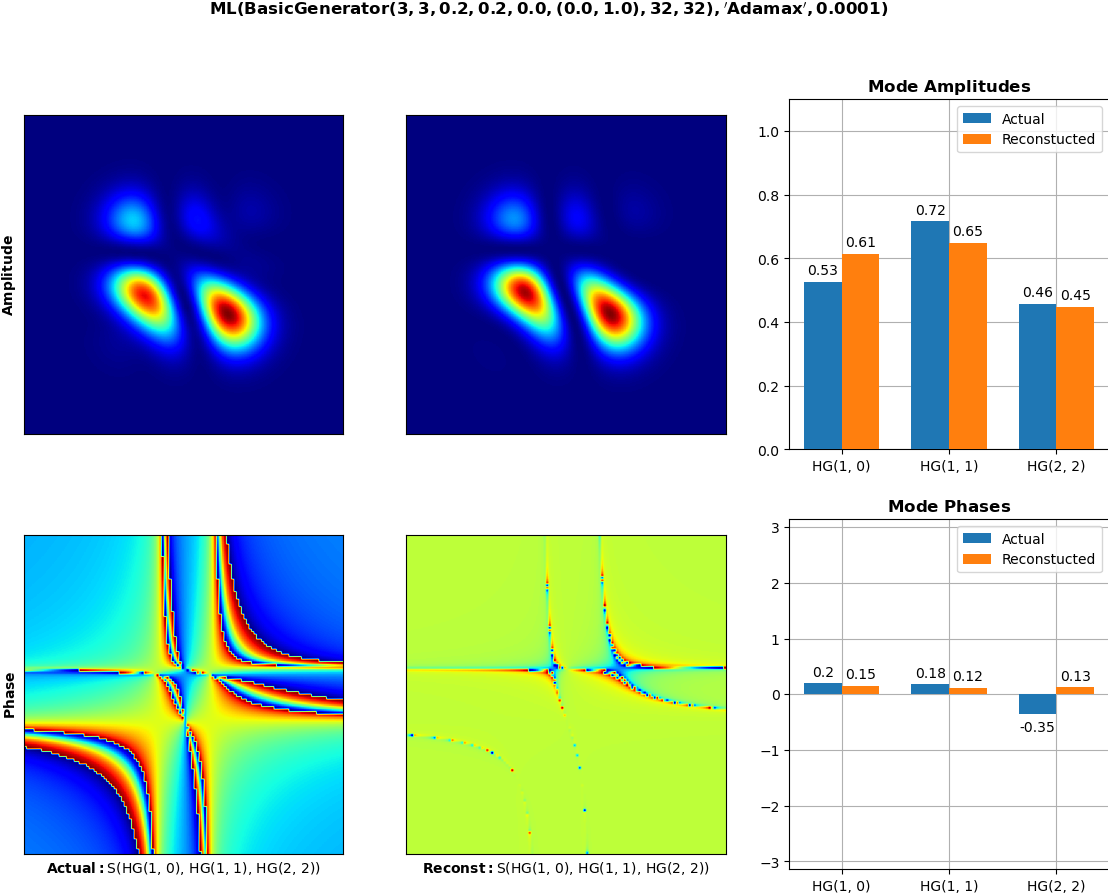 ML(BasicGenerator(3, 3, 0.2, 0.2, 0.0, (0.0, 1.0), 32, 32), ′Adamax′, 0.0001)
Amplitude
Mode Amplitudes
Actual
Reconstucted
1.0
0.8
0.6
0.4
0.2
0.0
0.53
0.61
0.72
0.65
0.46
0.45
HG(1, 0)
HG(1, 1)
HG(2, 2)
Phase
Actual: S(HG(1, 0), HG(1, 1), HG(2, 2))
Reconst: S(HG(1, 0), HG(1, 1), HG(2, 2))
Mode Phases
Actual
Reconstucted
3
2
1
0
−1
−2
−3
0.2
0.15
0.18
0.12
-0.35
0.13
HG(1, 0)
HG(1, 1)
HG(2, 2)